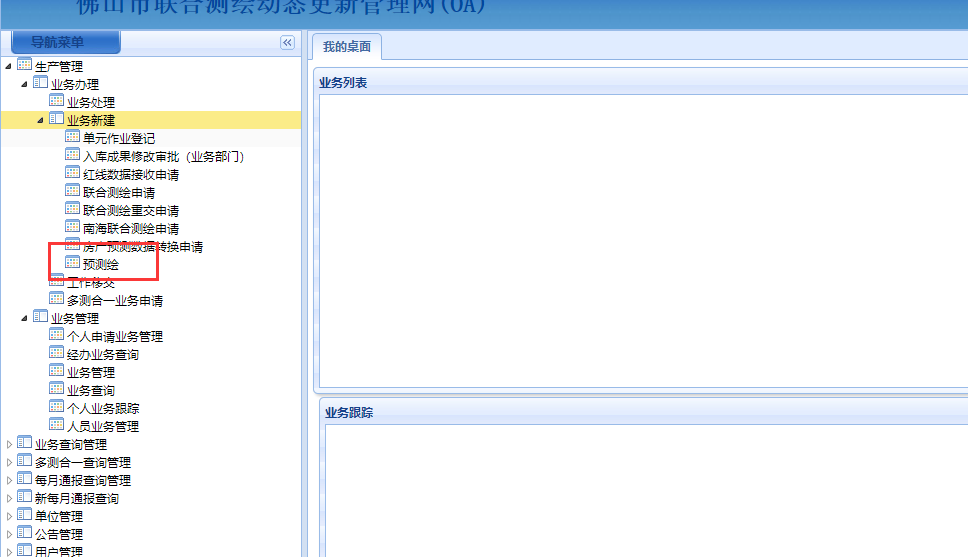 佛山市联合测绘动态更新管理网(OA)
导航菜单
我的桌面
生产管理
业务办理
业务处理
业务新建
单元作业登记
入库成果修改审批（业务部门）
红线数据接收申请
联合测绘申请
联合测绘重交申请
南海联合测绘申请
房产预测数据转换申请
预测绘
工作移交
多测合一业务申请
业务管理
个人申请业务管理
经办业务查询
业务管理
业务查询
个人业务跟踪
人员业务管理
业务查询管理
多测合一查询管理
每月通报查询管理
新每月通报查询
单位管理
公告管理
用户管理
业务列表
业务跟踪